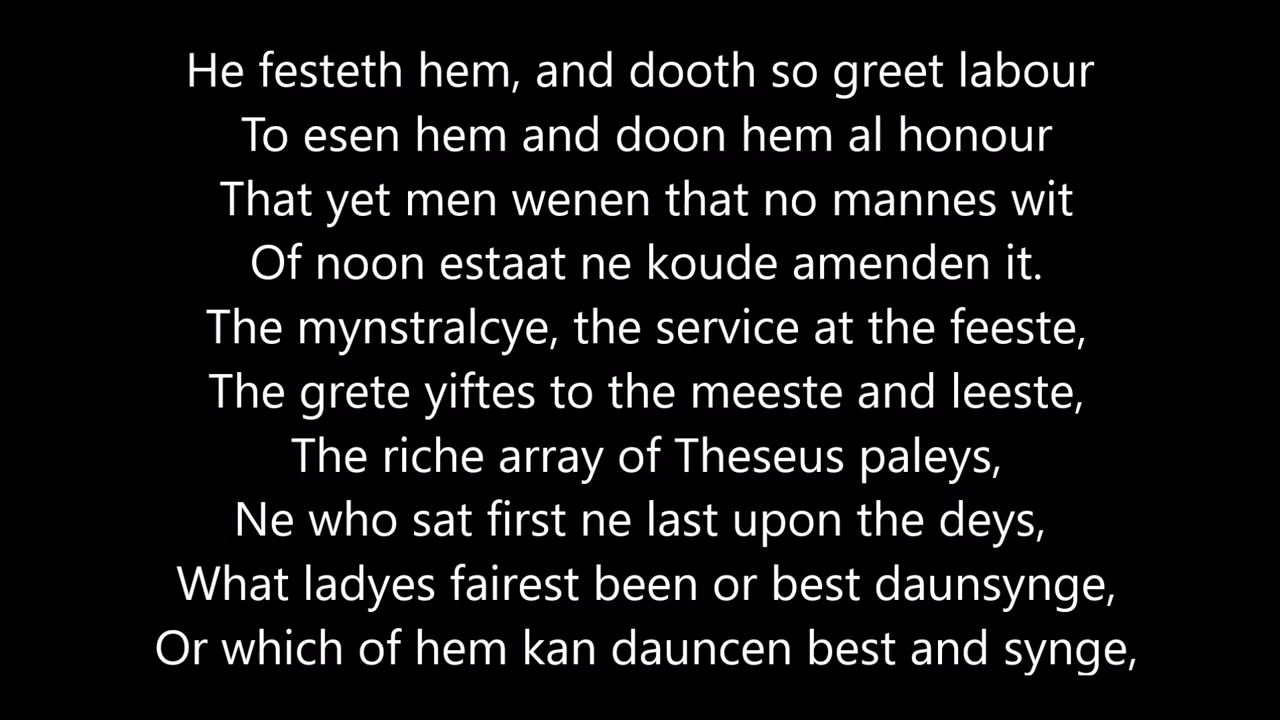 He festeth hem, and dooth so greet labour
To esen hem and doon hem al honour
That yet men wenen that no mannes wit
Of noon estaat ne koude amenden it.
The mynstralcye, the service at the feeste,
The grete yiftes to the meeste and leeste,
The riche array of Theseus paleys,
Ne who sat first ne last upon the deys,
What ladyes fairest been or best daunsynge,
Or which of hem kan dauncen best and synge,